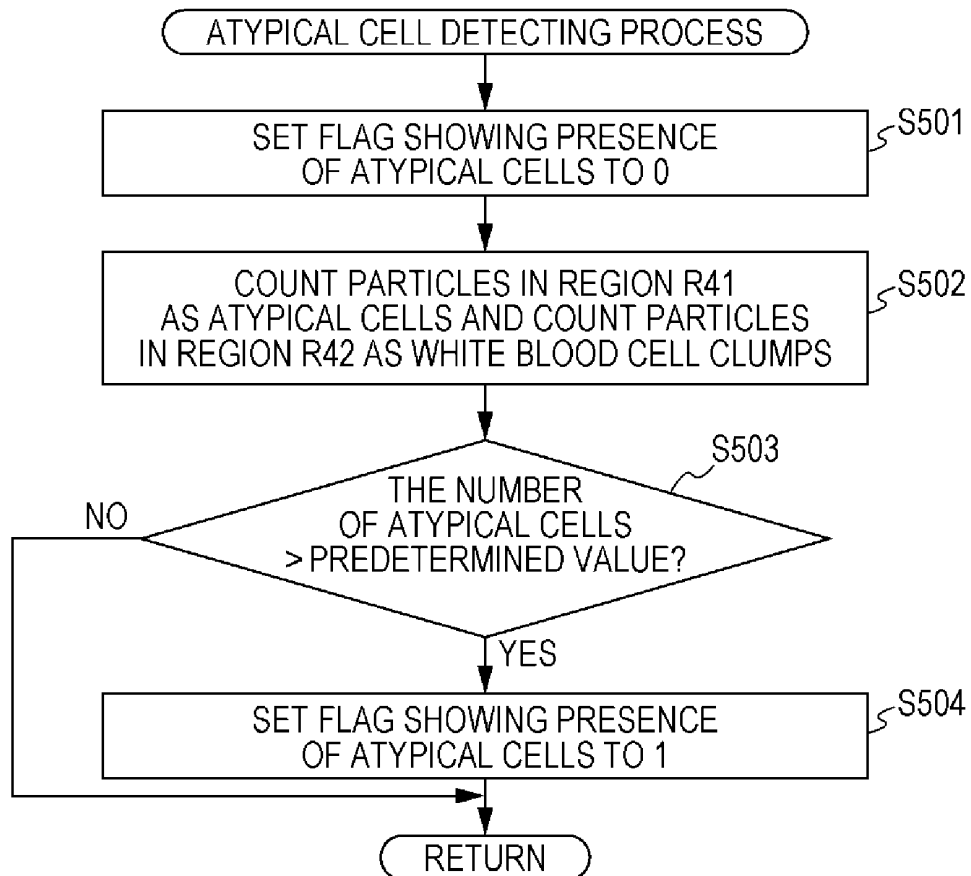 ATYPICAL CELL DETECTING PROCESS
SET FLAG SHOWING PRESENCE
OF ATYPICAL CELLS TO 0
S501
COUNT PARTICLES IN REGION R41
AS ATYPICAL CELLS AND COUNT PARTICLES
IN REGION R42 AS WHITE BLOOD CELL CLUMPS
S502
THE NUMBER
OF ATYPICAL CELLS
> PREDETERMINED VALUE?
S503
NO
YES
SET FLAG SHOWING PRESENCE
OF ATYPICAL CELLS TO 1
S504
RETURN